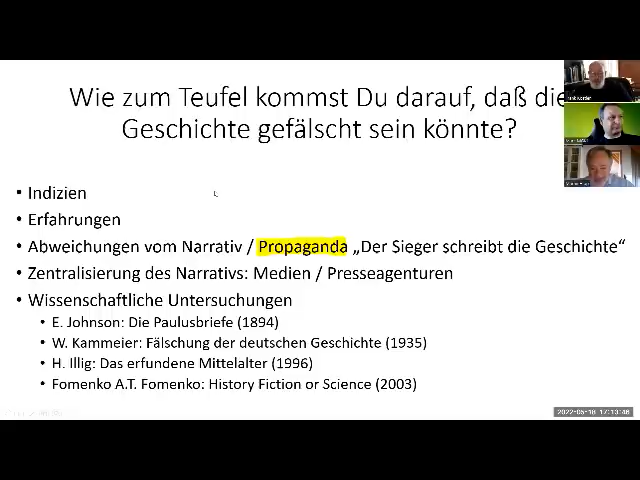 Wie zum Teufel kommst Du darauf, daß die
Geschichte gefälscht sein könnte?
• Indizien
• Erfahrungen
• Abweichungen vom Narrativ / Propaganda „Der Sieger schreibt die Geschichte“
• Zentralisierung des Narrativs: Medien / Presseagenturen
• Wissenschaftliche Untersuchungen
• E. Johnson: Die Paulusbriefe (1894)
• W. Kammeier: Fälschung der deutschen Geschichte (1935)
• H. Illig: Das erfundene Mittelalter (1996)
• Fomenko A.T. Fomenko: History Fiction or Science (2003)